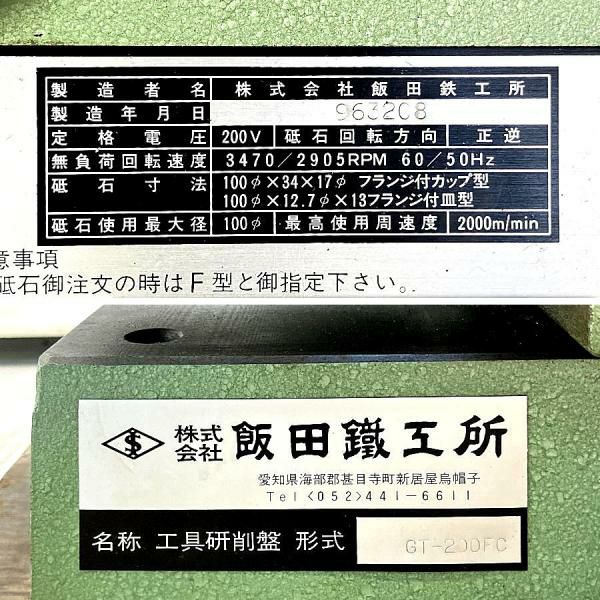 製造者名 株式会社飯田鉄工所
製造年月日 963208
定格電圧 200V 砥石回転方向 正逆
無負荷回転速度 3470/2905RPM 60/50Hz
砥石寸法 100φ×34×17φ フランジ付カップ型
100φ×12.7φ×13フランジ付皿型
砥石使用最大径 100φ 最高使用周速度 2000m/min
意事項
砥石御注文の時はF型と御指定下さい。
株式会社 飯田鐵工所
愛知県海部郡甚目寺町新居屋烏帽子
Tel<052>441-6611
名称 工具研削盤 形式 GT-200FC